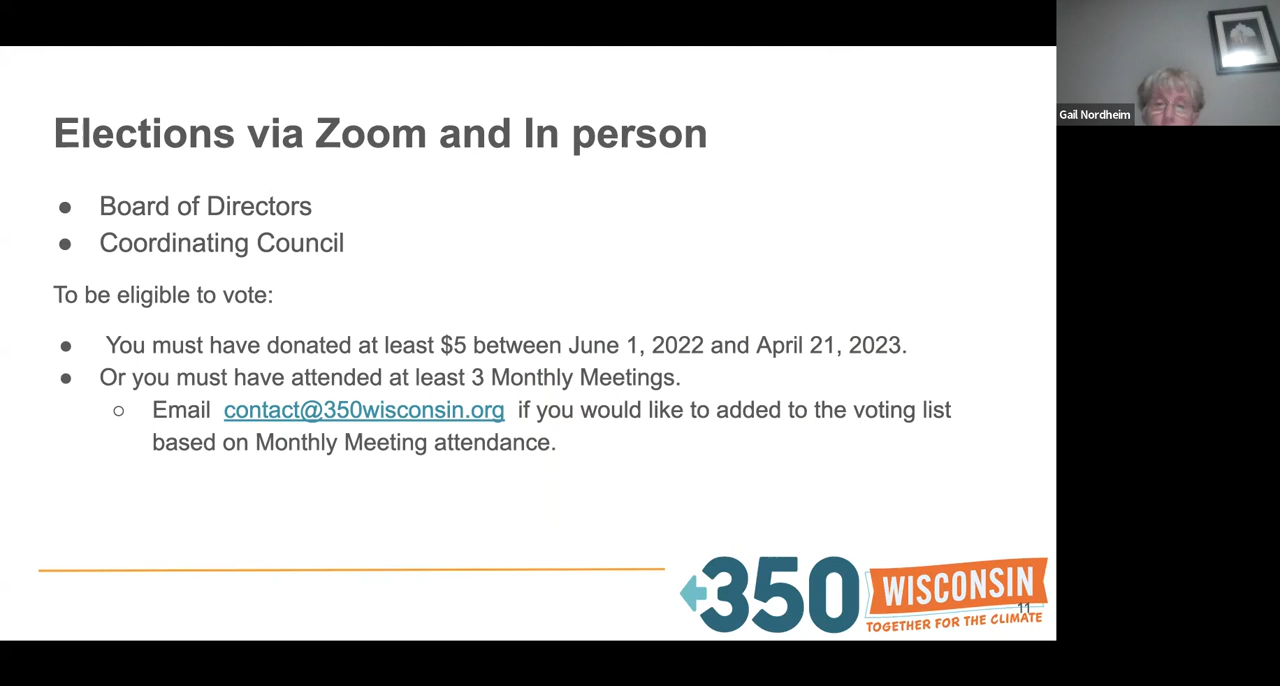 Elections via Zoom and In person
● Board of Directors
● Coordinating Council
To be eligible to vote:
● You must have donated at least $5 between June 1, 2022 and April 21, 2023.
● Or you must have attended at least 3 Monthly Meetings.
○ Email contact@350wisconsin.org if you would like to added to the voting list
based on Monthly Meeting attendance.
350 WISCONSIN
TOGETHER FOR THE CLIMATE
11
Gail Nordheim